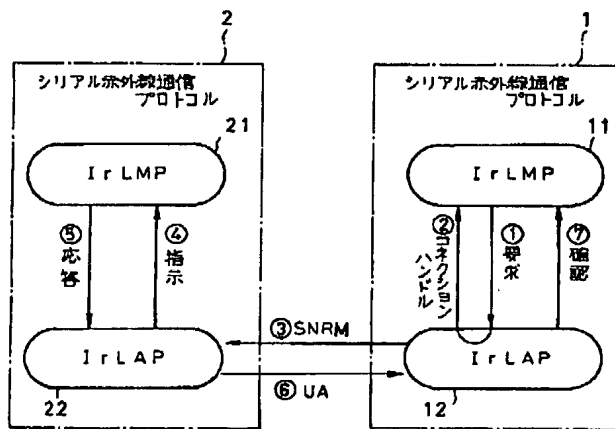 2
シリアル赤外線通信
プロトコル
21
IrLMP
⑤応答
④指示
IrLAP
22
③SNRM
⑥UA
1
シリアル赤外線通信
プロトコル
11
IrLMP
②コネクション
ハンドル
①要求
⑦確認
IrLAP
12